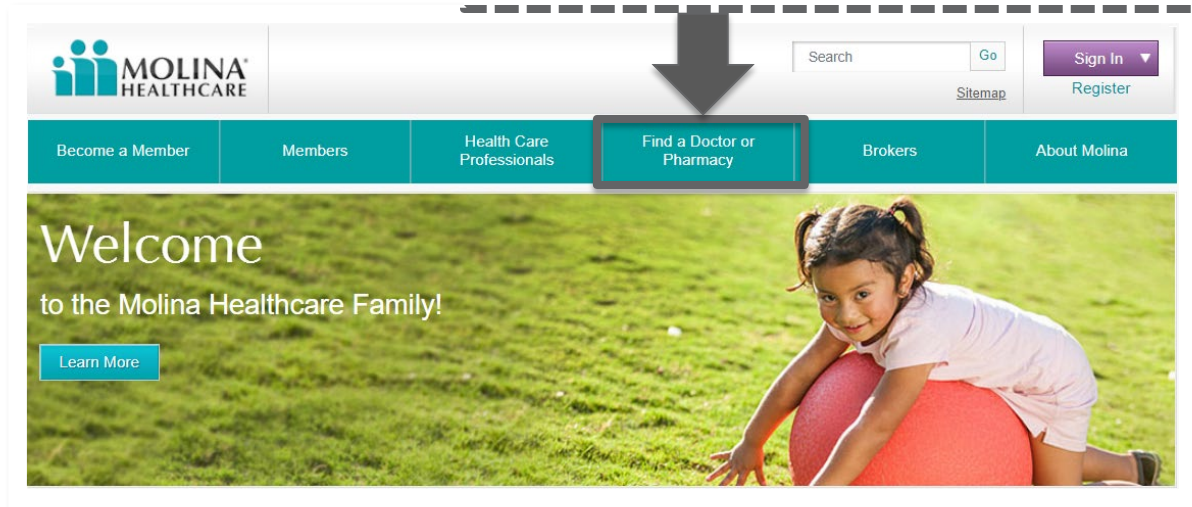 MOLINA®
HEALTHCARE
Search
Go
Sitemap
Sign In ▼
Register
Become a Member
Members
Health Care
Professionals
Find a Doctor or
Pharmacy
Brokers
About Molina
Welcome
to the Molina Healthcare Family!
Learn More